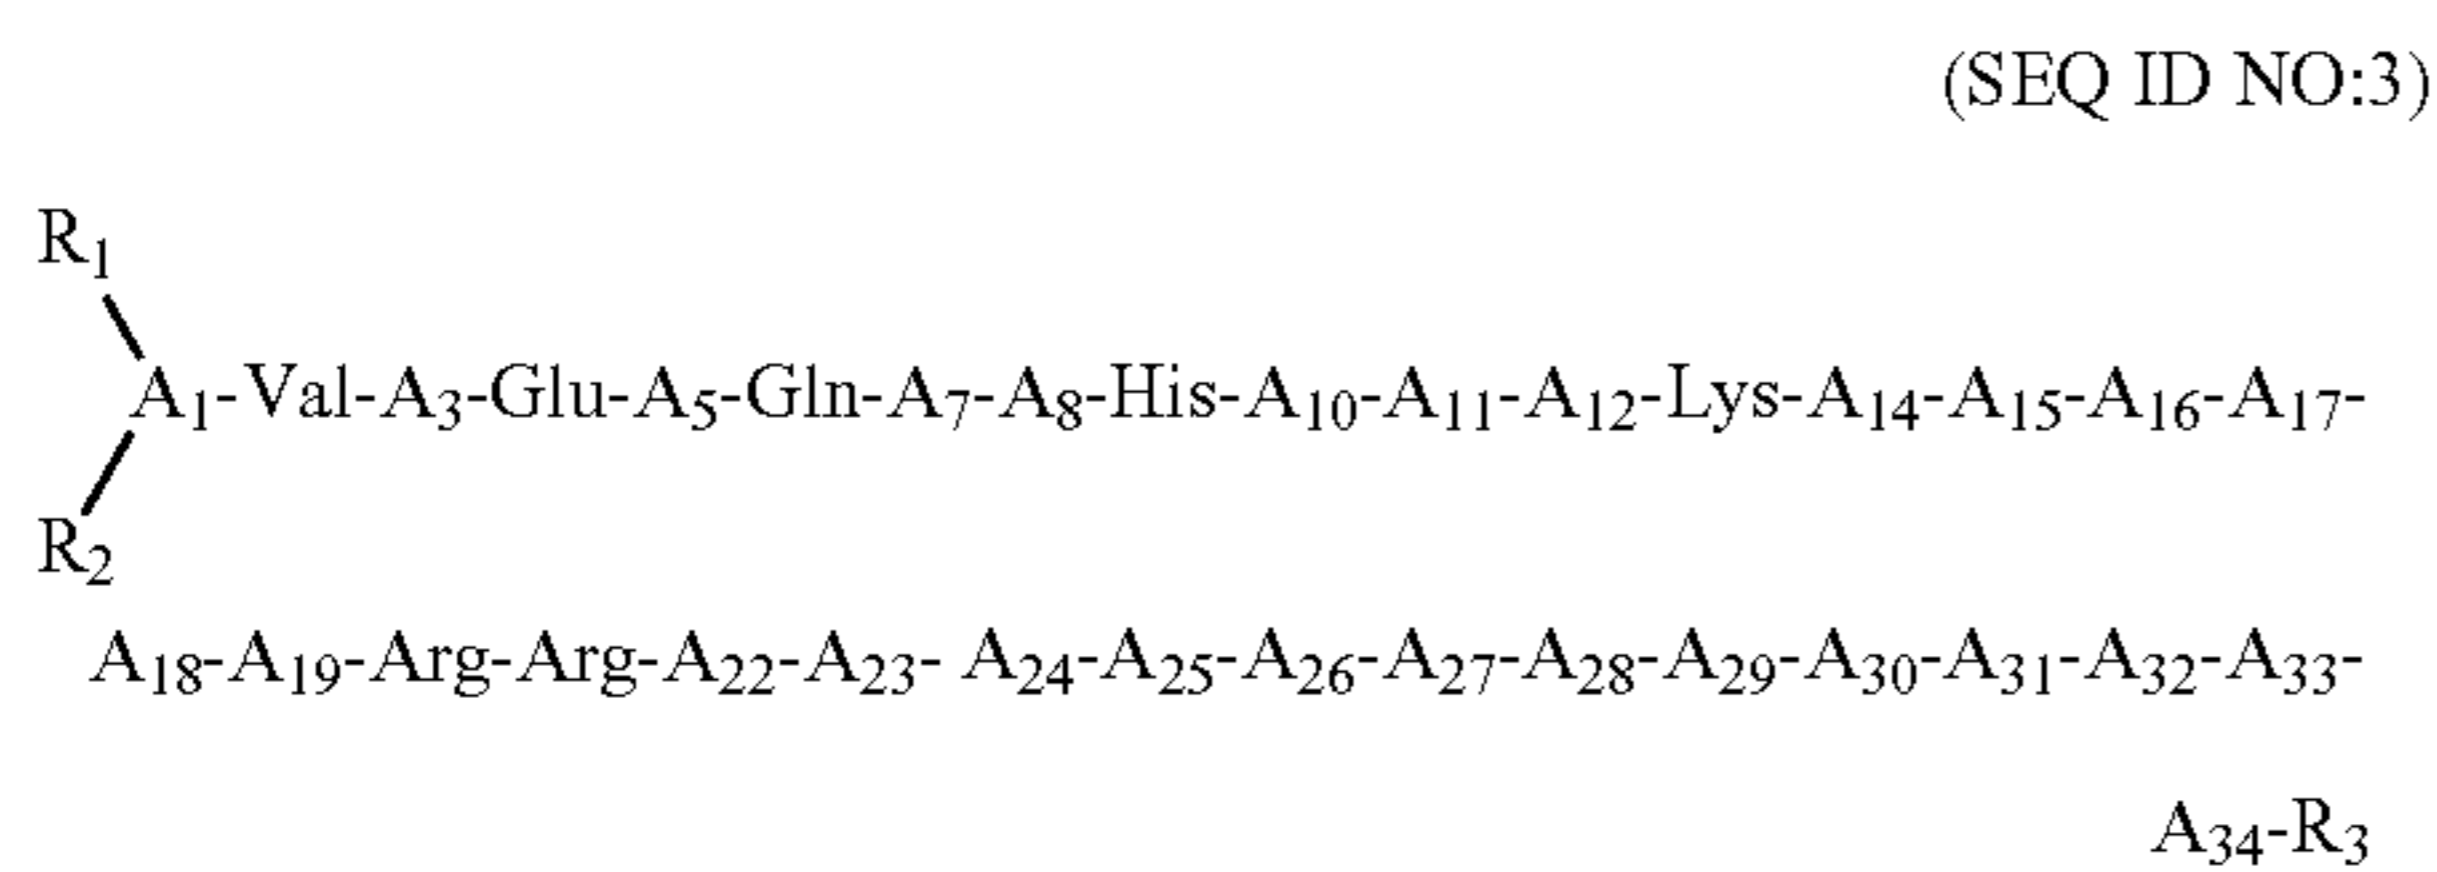 (SEQ ID NO:3)
R1
A1-Val-A3-Glu-A5-Gln-A7-A8-His-A10-A11-A12-Lys-A14-A15-A16-A17-
R2
A18-A19-Arg-Arg-A22-A23- A24-A25-A26-A27-A28-A29-A30-A31-A32-A33-
A34-R3